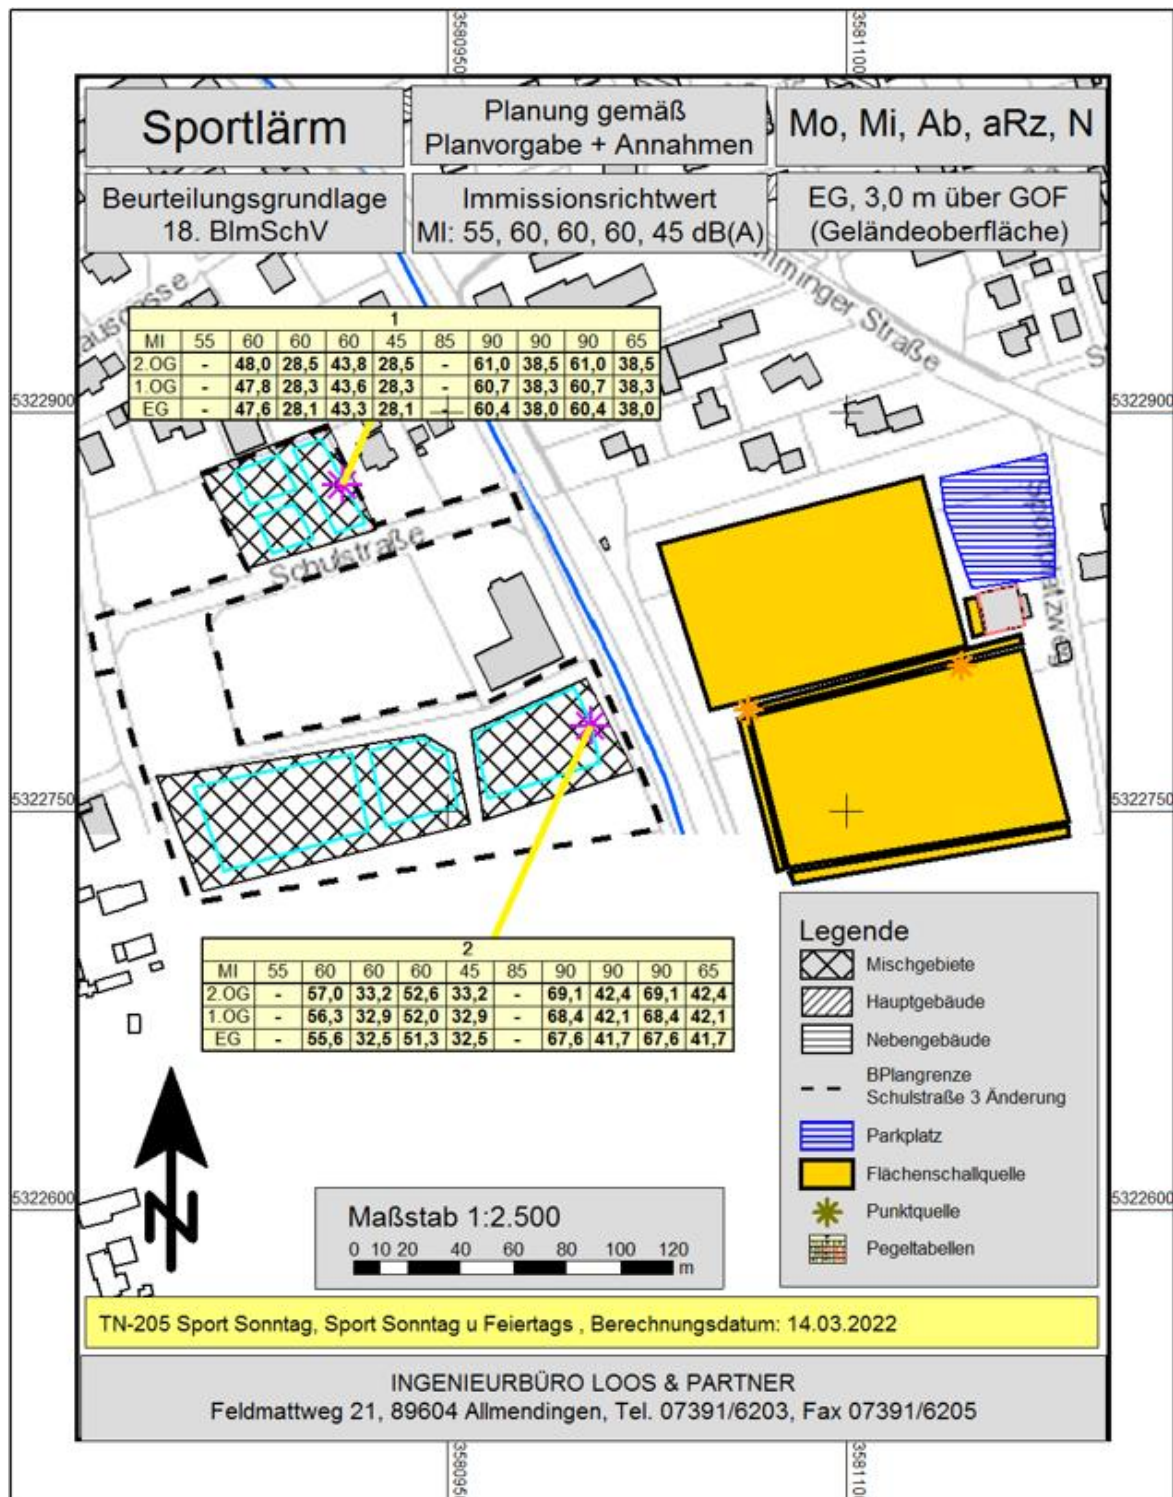 3580950
3581100
Sportlärm
Planung gemäß
Planvorgabe + Annahmen
Mo, Mi, Ab, aRz, N
Beurteilungsgrundlage
18. BImSchV
Immissionsrichtwert
MI: 55, 60, 60, 60, 45 dB(A)
EG, 3,0 m über GOF
(Geländeoberfläche)
Straße
1
MI 55 60 60 60 45 85 90 90 90 65
2.OG - 48,0 28,5 43,8 28,5 - 61,0 38,5 61,0 38,5
1.OG - 47,8 28,3 43,6 28,3 - 60,7 38,3 60,7 38,3
EG - 47,6 28,1 43,3 28,1 - 60,4 38,0 60,4 38,0
5322900
5322900
Schulstraße
5322750
5322750
2
MI 55 60 60 60 45 85 90 90 90 65
2.OG - 57,0 33,2 52,6 33,2 - 69,1 42,4 69,1 42,4
1.OG - 56,3 32,9 52,0 32,9 - 68,4 42,1 68,4 42,1
EG - 55,6 32,5 51,3 32,5 - 67,6 41,7 67,6 41,7
Legende
Mischgebiete
Hauptgebäude
Nebengebäude
BPlangrenze
Schulstraße 3 Änderung
Parkplatz
Flächenschallquelle
Punktquelle
Pegeltabellen
5322600
5322600
N
Maßstab 1:2.500
0 10 20 40 60 80 100 120
m
TN-205 Sport Sonntag, Sport Sonntag u Feiertags , Berechnungsdatum: 14.03.2022
INGENIEURBÜRO LOOS & PARTNER
Feldmattweg 21, 89604 Allmendingen, Tel. 07391/6203, Fax 07391/6205
3580950
3581100